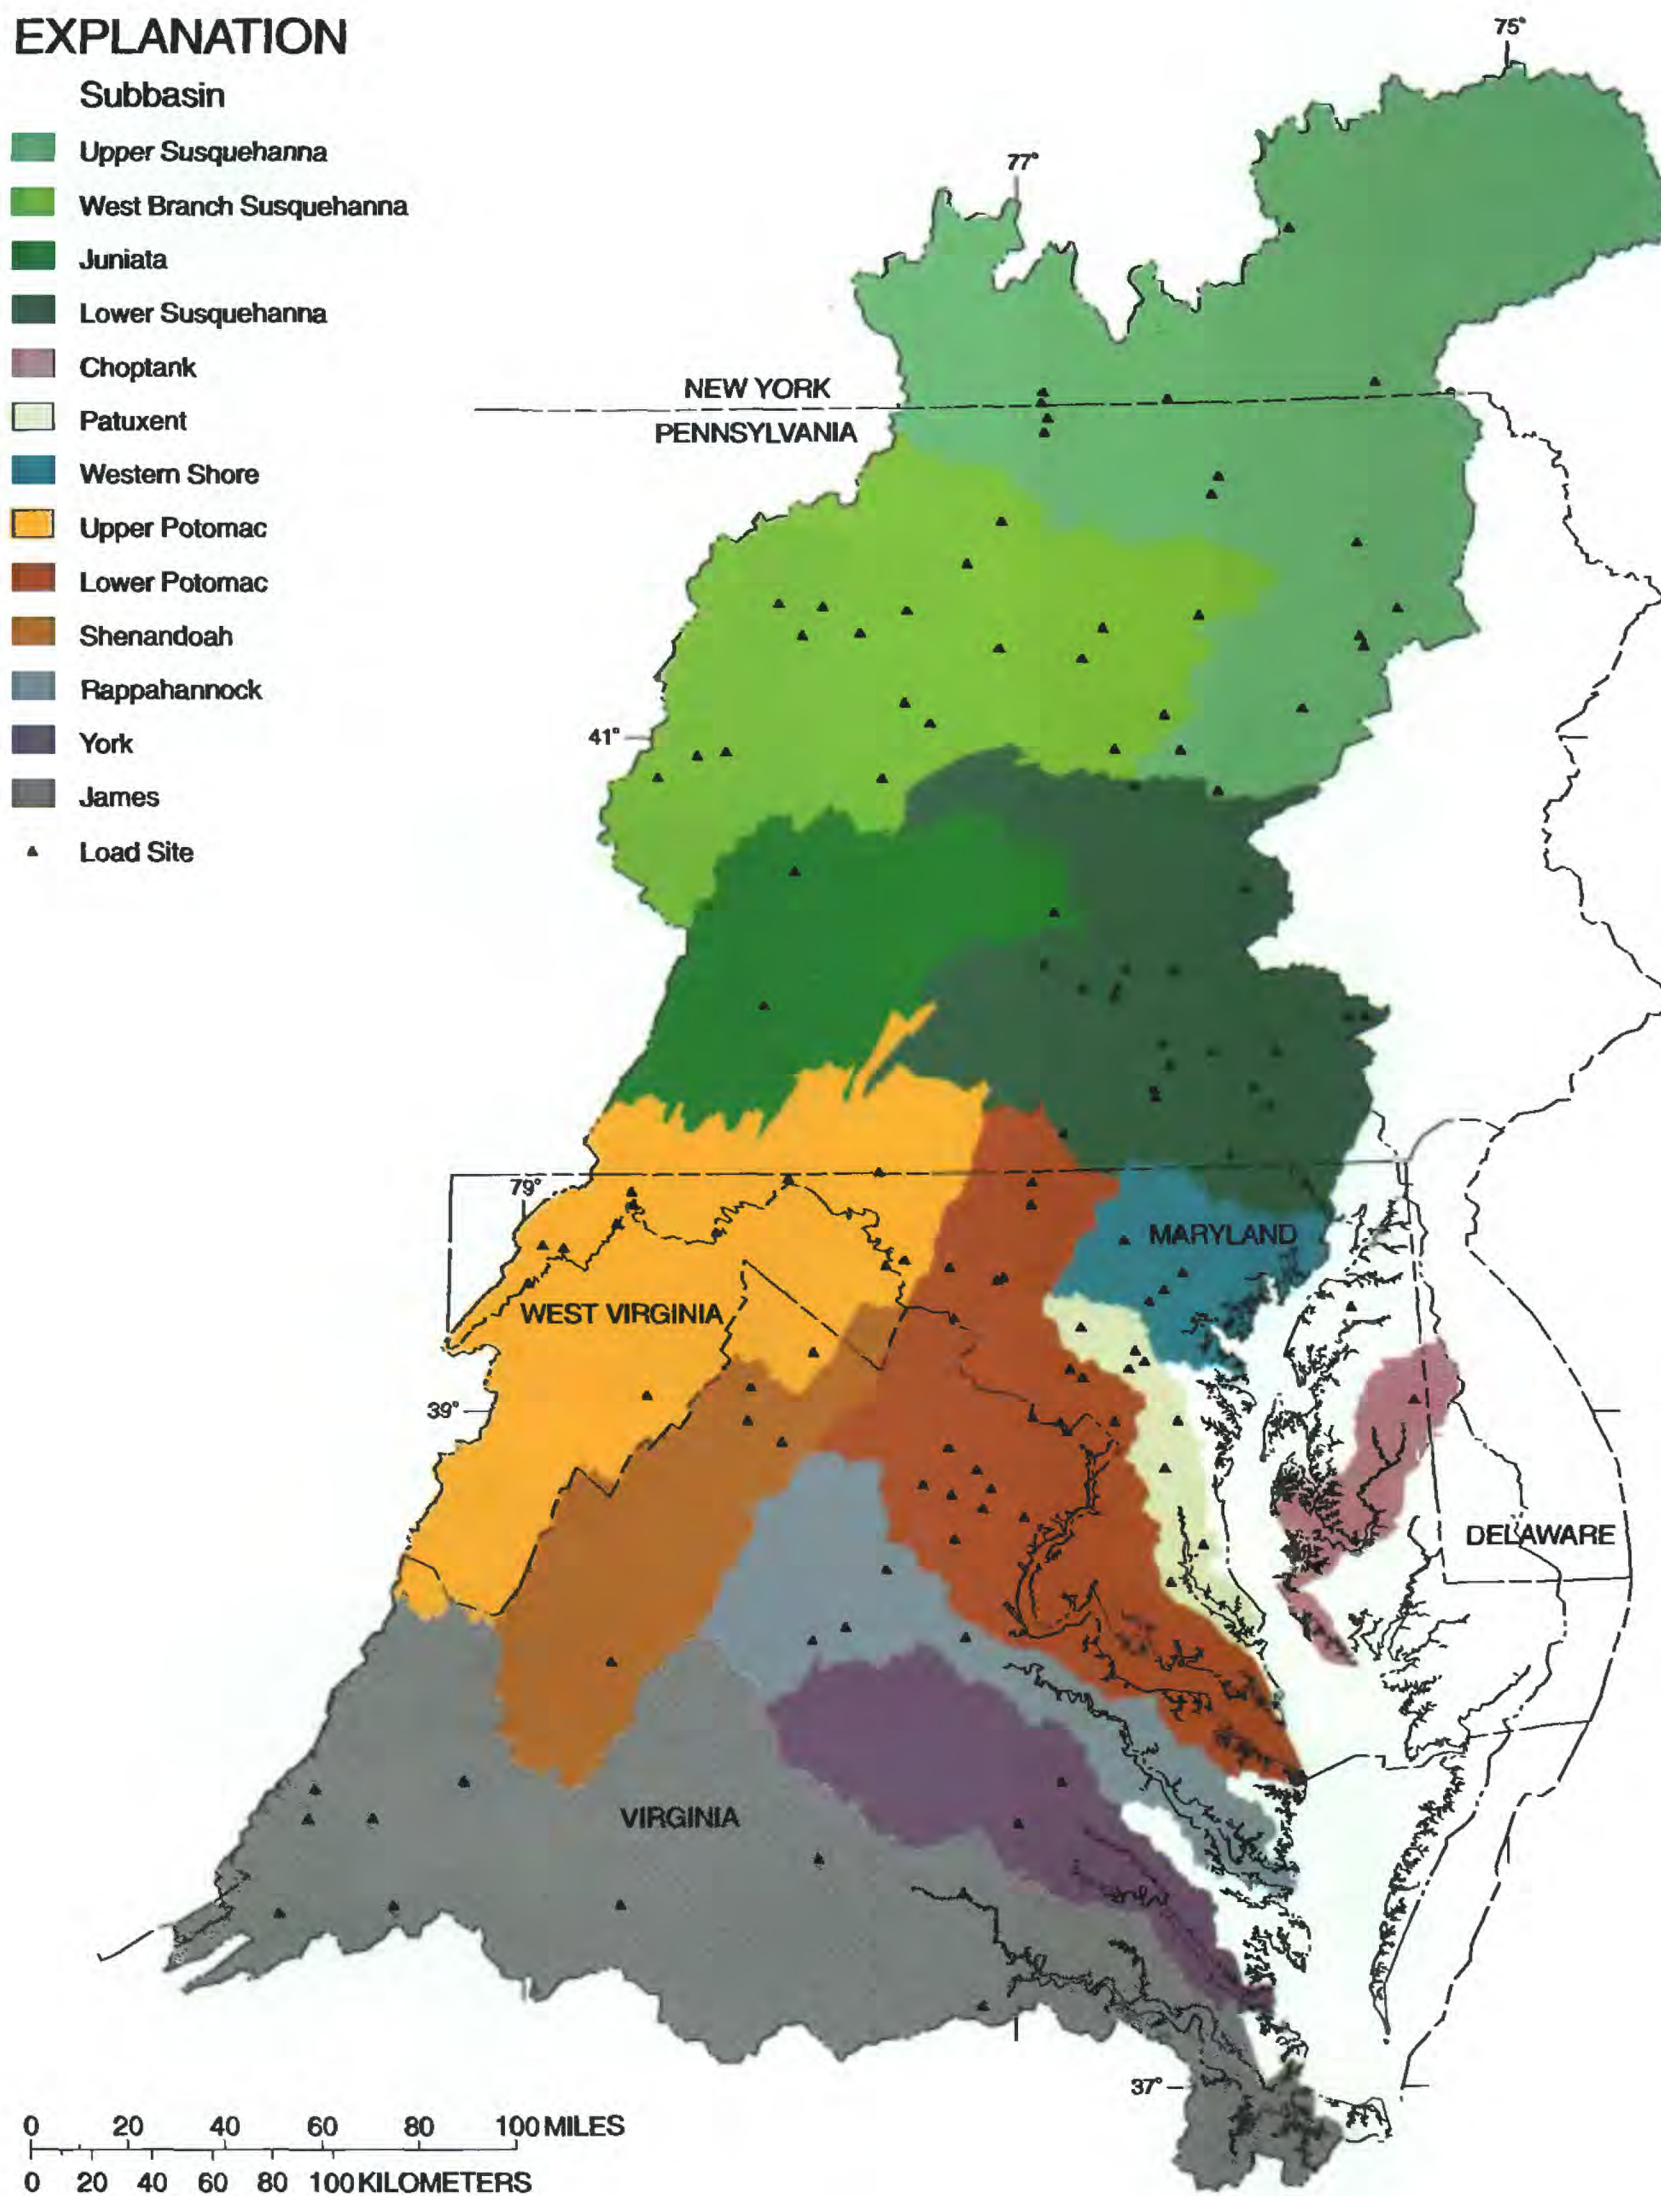 EXPLANATION
Subbasin
Upper Susquehanna
West Branch Susquehanna
Juniata
Lower Susquehanna
Choptank
Patuxent
Western Shore
Upper Potomac
Lower Potomac
Shenandoah
Rappahannock
York
James
Load Site
75°
77°
NEW YORK
PENNSYLVANIA
41°
79°
MARYLAND
WEST VIRGINIA
39°
DELAWARE
VIRGINIA
37°
0 20 40 60 80 100 MILES
0 20 40 60 80 100 KILOMETERS